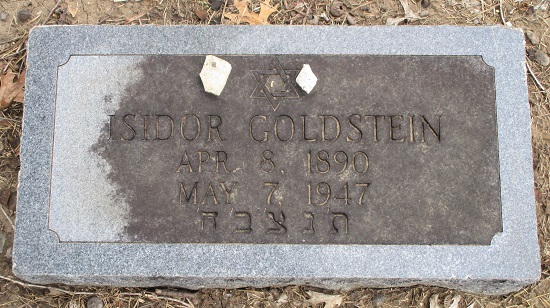 ISIDOR GOLDSTEIN
APR. 8, 1890
MAY 7, 1947
ת נ צ ב ה